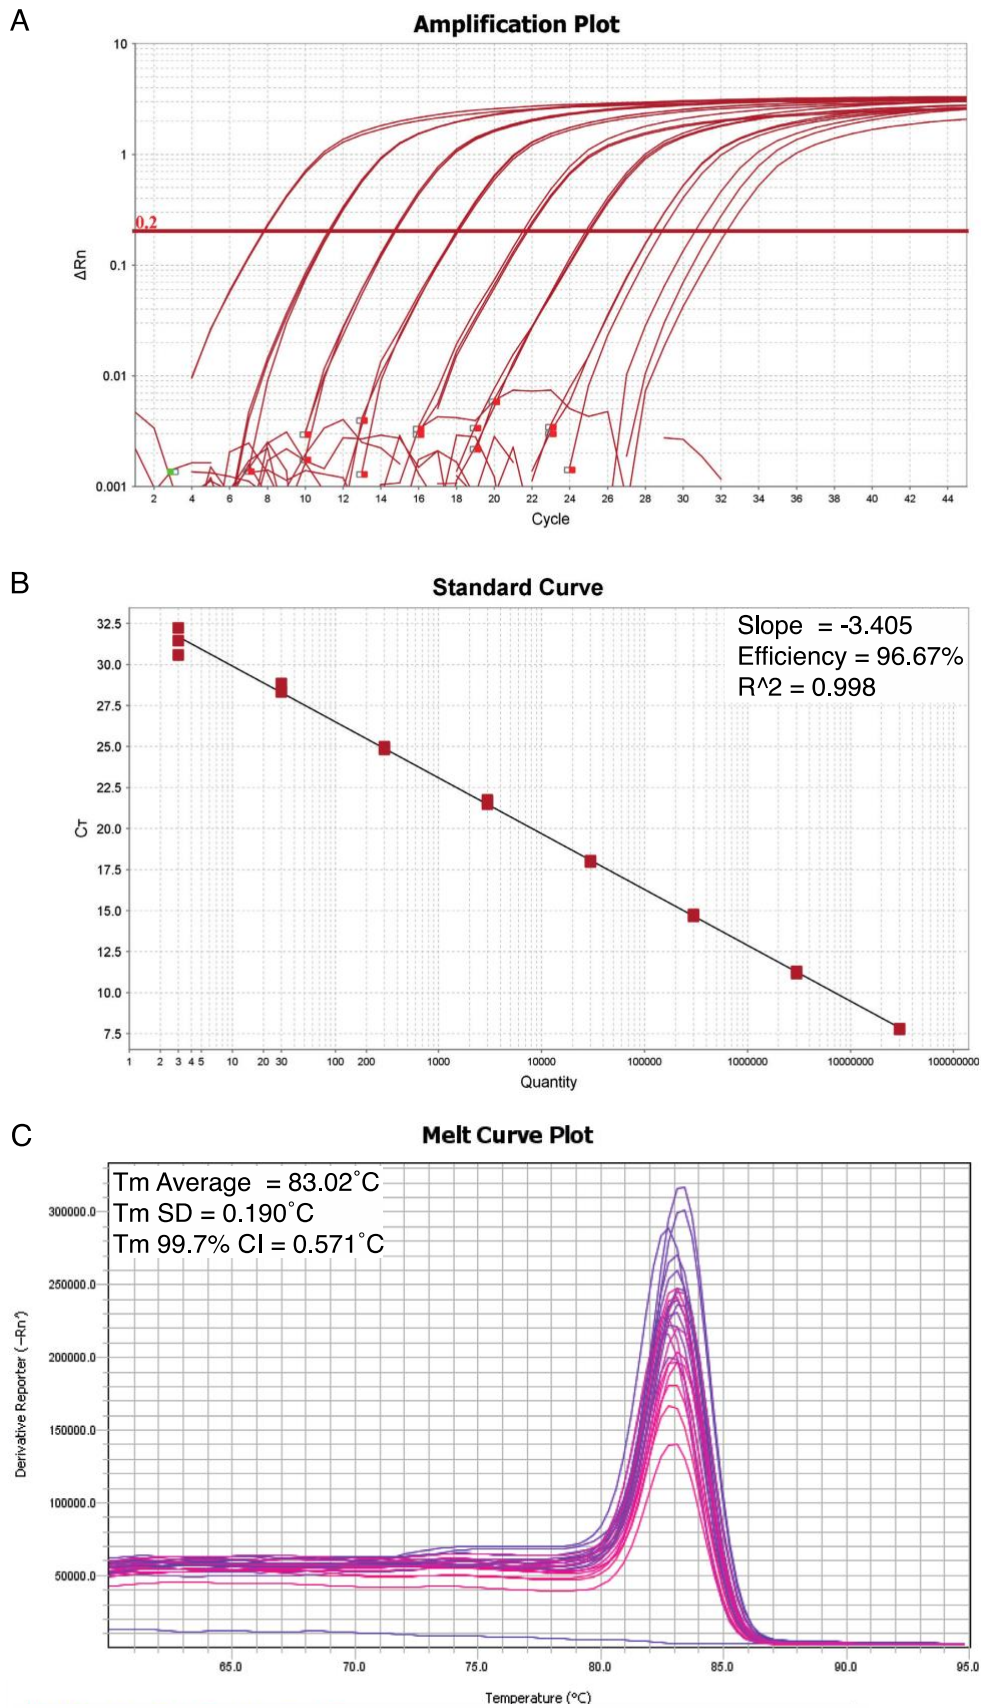 A
Amplification Plot
10
1
0.2
0.1
0.01
0.001
ΔRn
2 4 6 8 10 12 14 16 18 20 22 24 26 28 30 32 34 36 38 40 42 44
Cycle
B
Standard Curve
Slope = -3.405
Efficiency = 96.67%
R^2 = 0.998
32.5
30.0
27.5
25.0
22.5
20.0
17.5
15.0
12.5
10.0
7.5
CT
1 2 3 4 5 10 20 30 100 200 1000 10000 100000 1000000 10000000 100000000
Quantity
C
Melt Curve Plot
Tm Average = 83.02˚C
Tm SD = 0.190˚C
Tm 99.7% CI = 0.571˚C
300000.0
250000.0
200000.0
150000.0
100000.0
50000.0
Derivative Reporter (-Rn')
65.0 70.0 75.0 80.0 85.0 90.0 95.0
Temperature (°C)